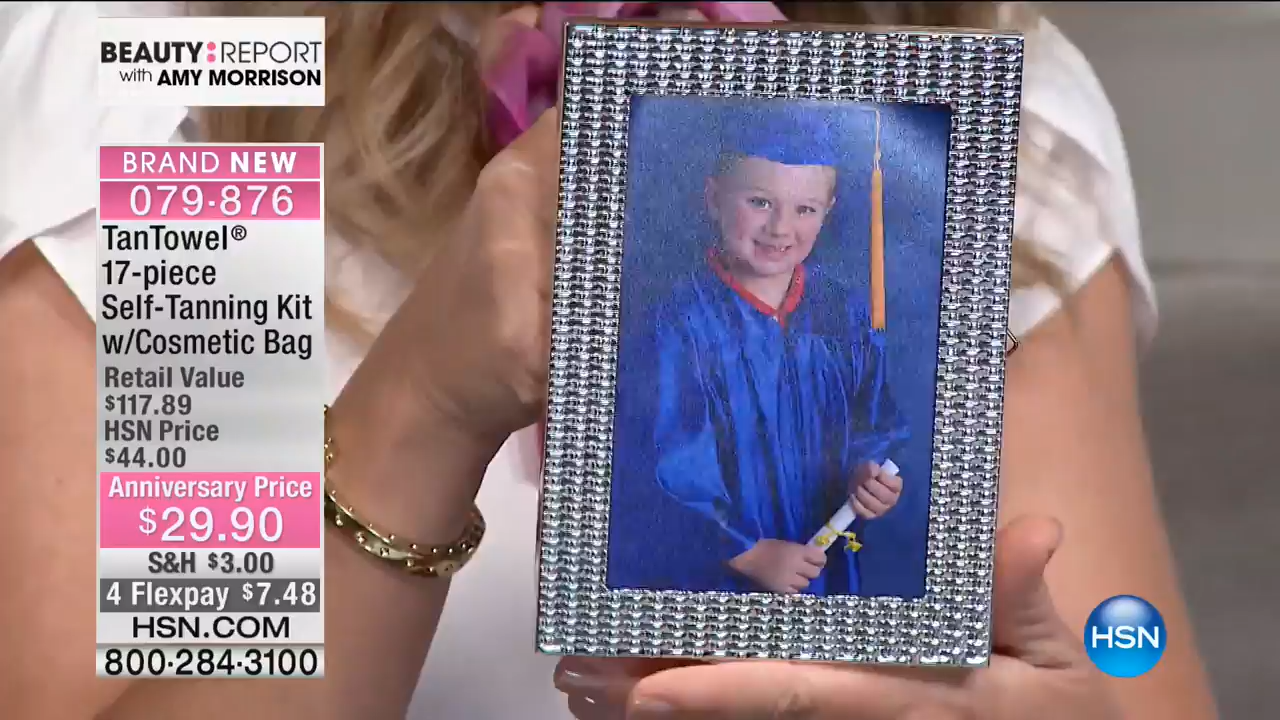 BEAUTY:REPORT
with AMY MORRISON
BRAND NEW
079·876
TanTowel®
17-piece
Self-Tanning Kit
w/Cosmetic Bag
Retail Value
$117.89
HSN Price
$44.00
Anniversary Price
$29.90
S&H $3.00
4 Flexpay $7.48
HSN.COM
800·284·3100
HSN